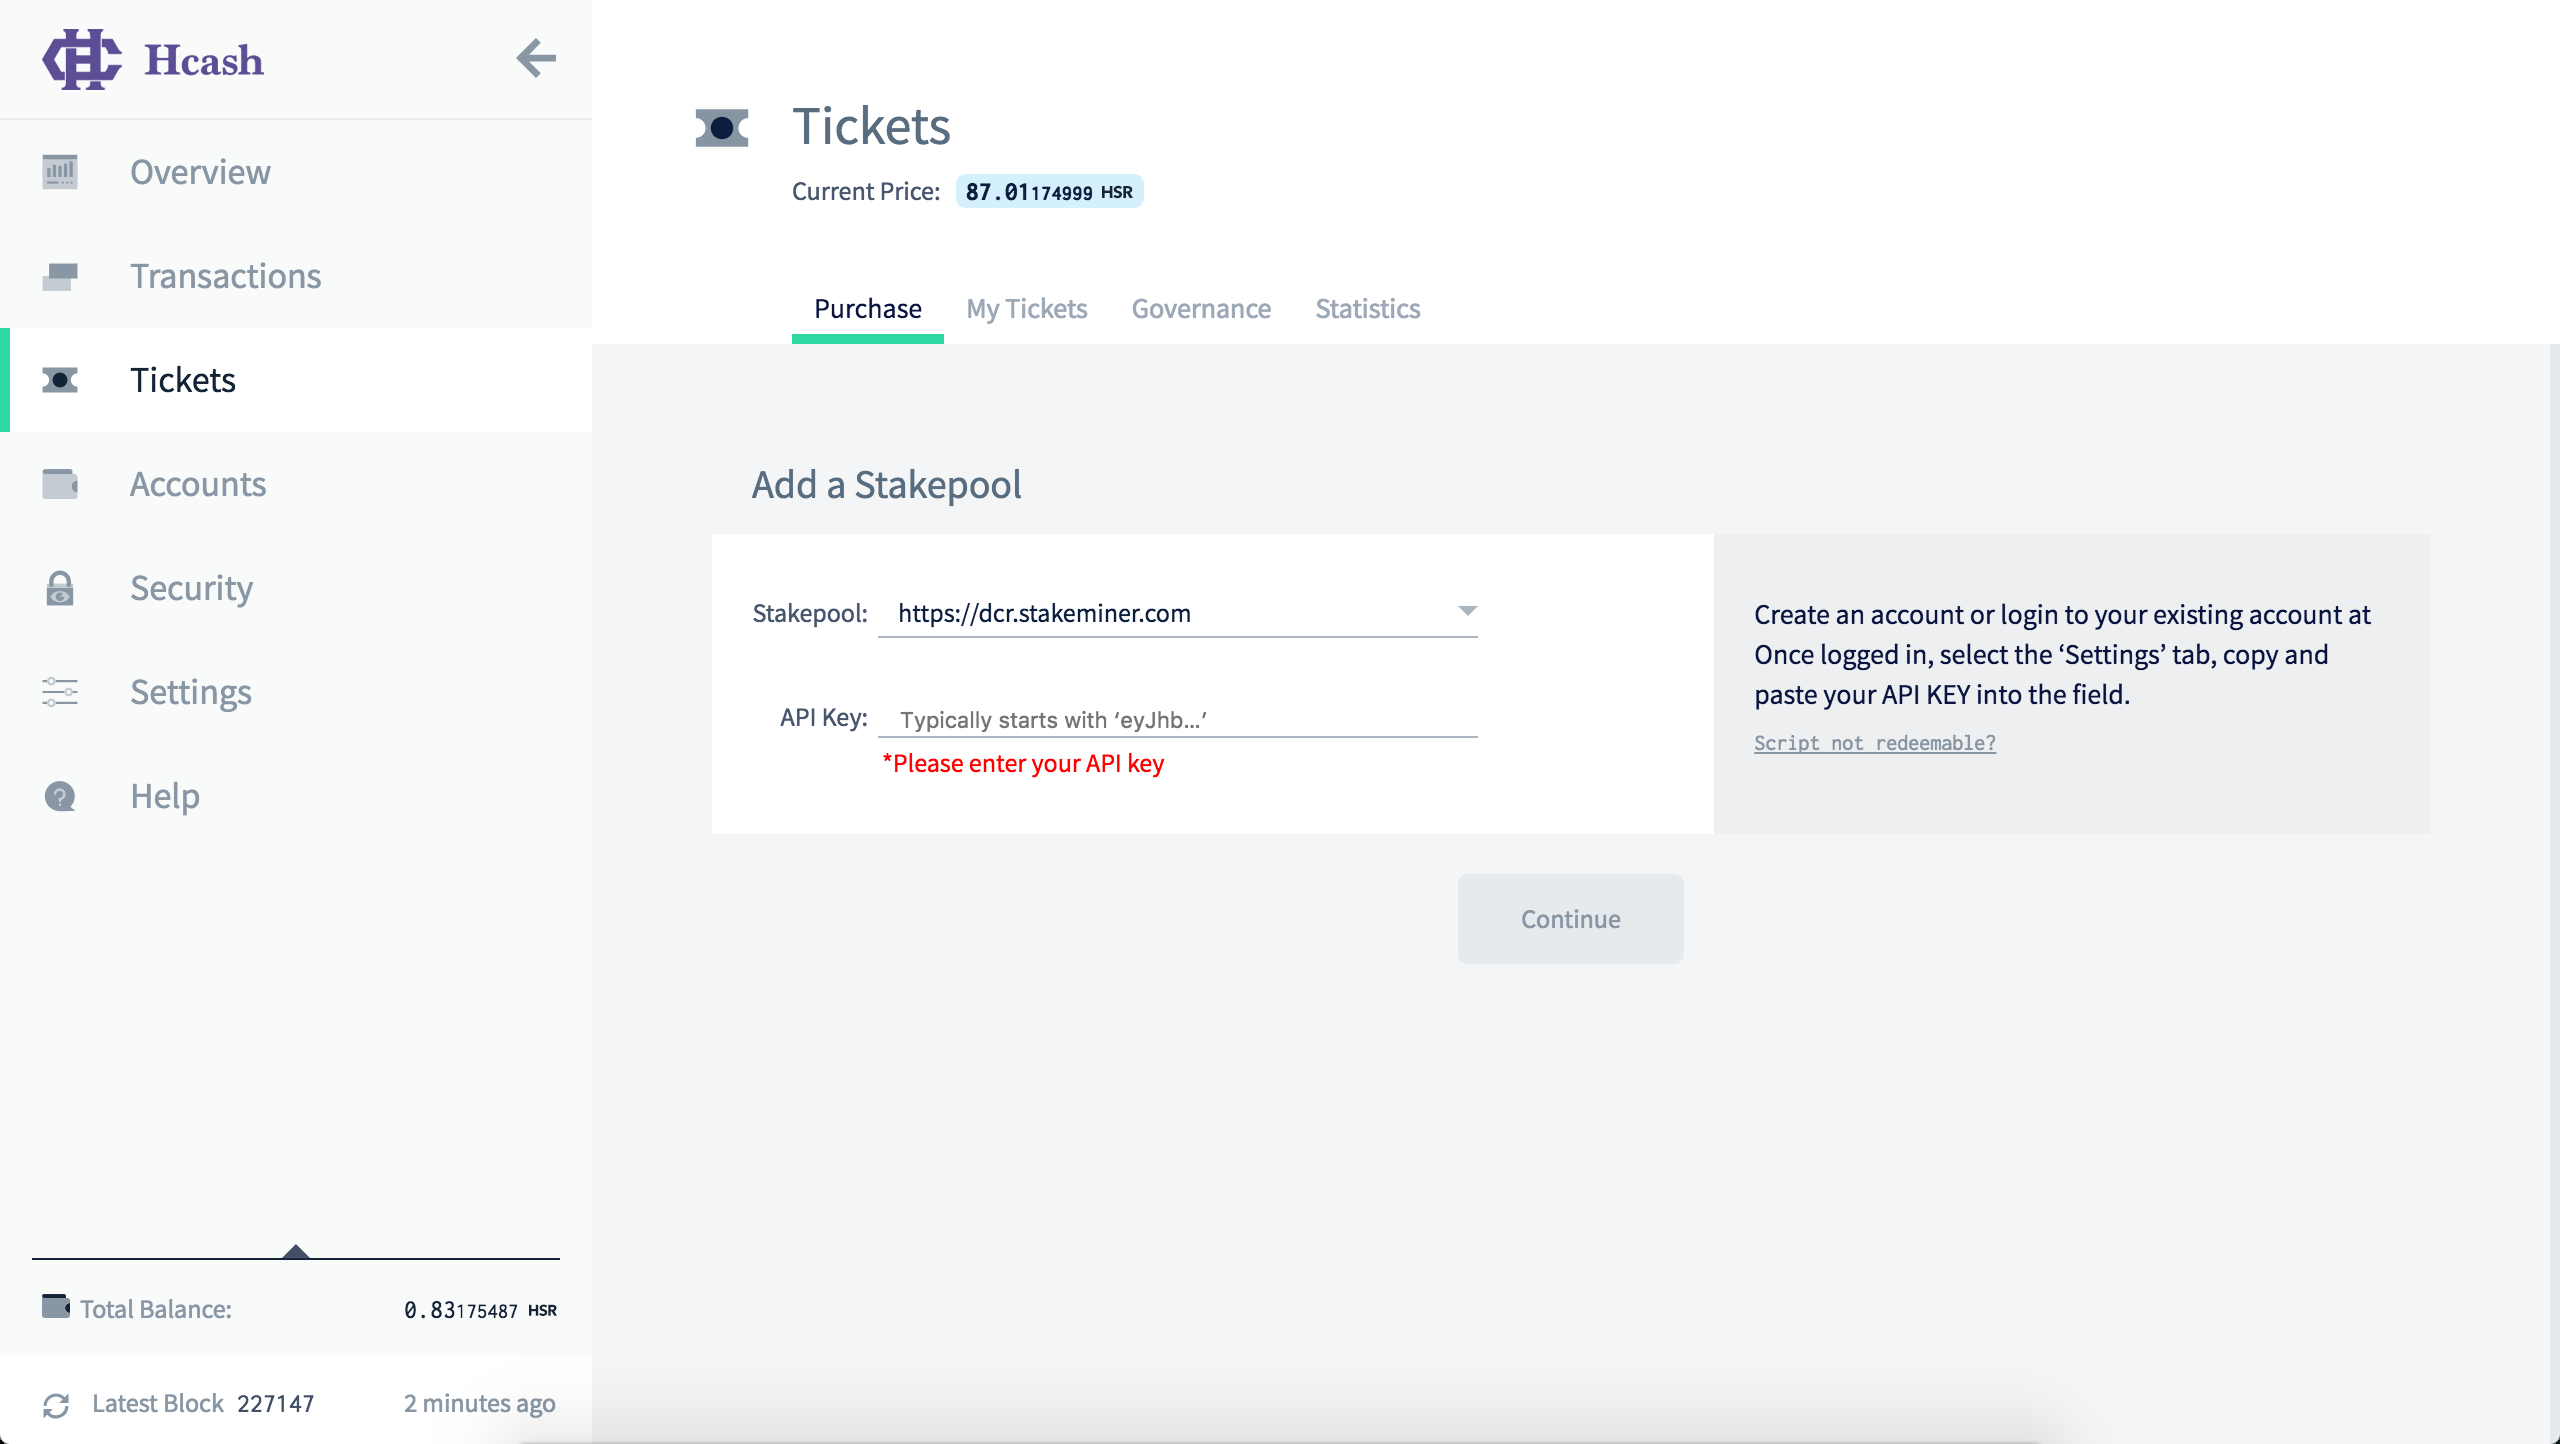 Hcash
Overview
Transactions
Tickets
Accounts
Security
Settings
Help
Total Balance: 0.83175487 HSR
Latest Block 227147 2 minutes ago
Tickets
Current Price: 87.01174999 HSR
Purchase My Tickets Governance Statistics
Add a Stakepool
Stakepool: https://dcr.stakeminer.com
API Key: Typically starts with ‘eyJhb...’
*Please enter your API key
Create an account or login to your existing account at
Once logged in, select the ‘Settings’ tab, copy and
paste your API KEY into the field.
Script not redeemable?
Continue